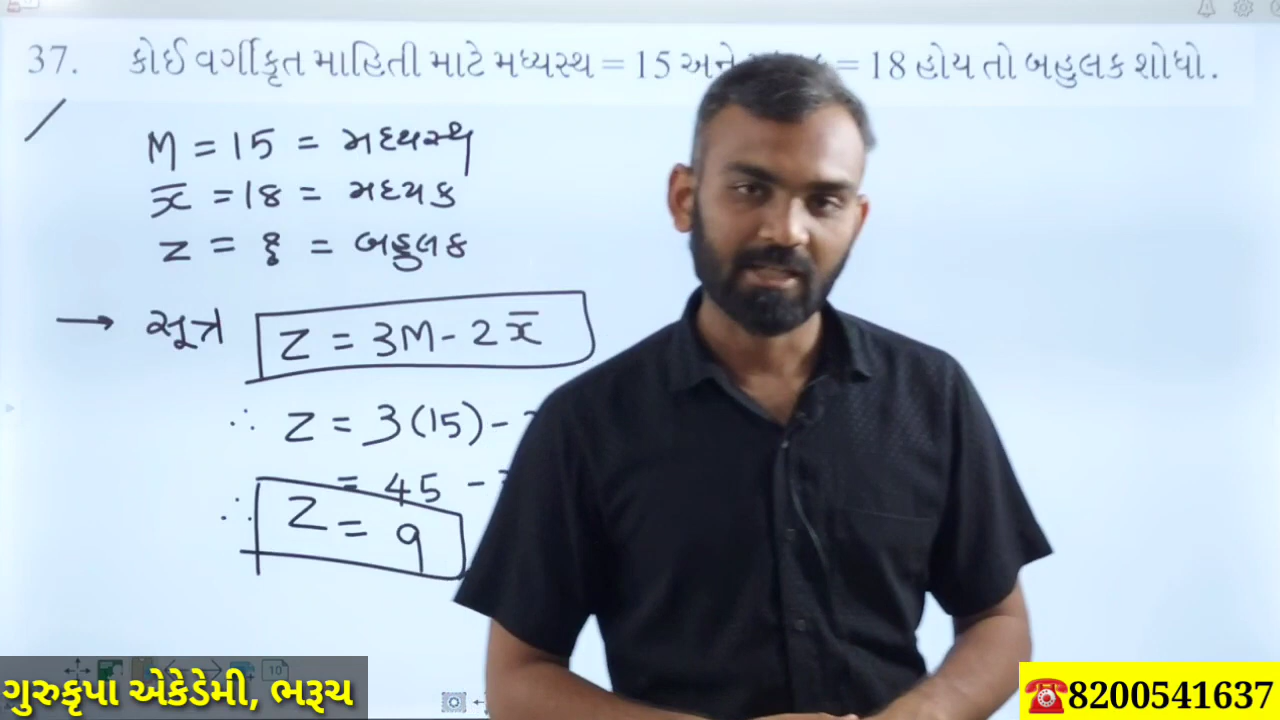 37. કોઈ વર્ગીકૃત માહિતી માટે મધ્યસ્થ = 15 અને = 18 હોય તો બહુલક શોધો.
M = 15 = મધ્યસ્થ
x̅ = 18 = મધ્યક
z = ? = બહુલક
→ સૂત્ર Z = 3M - 2x̅
∴ Z = 3(15) -
= 45 -
∴ Z = 9
10
ગુરુકૃપા એકેડેમી, ભરૂચ
☎8200541637